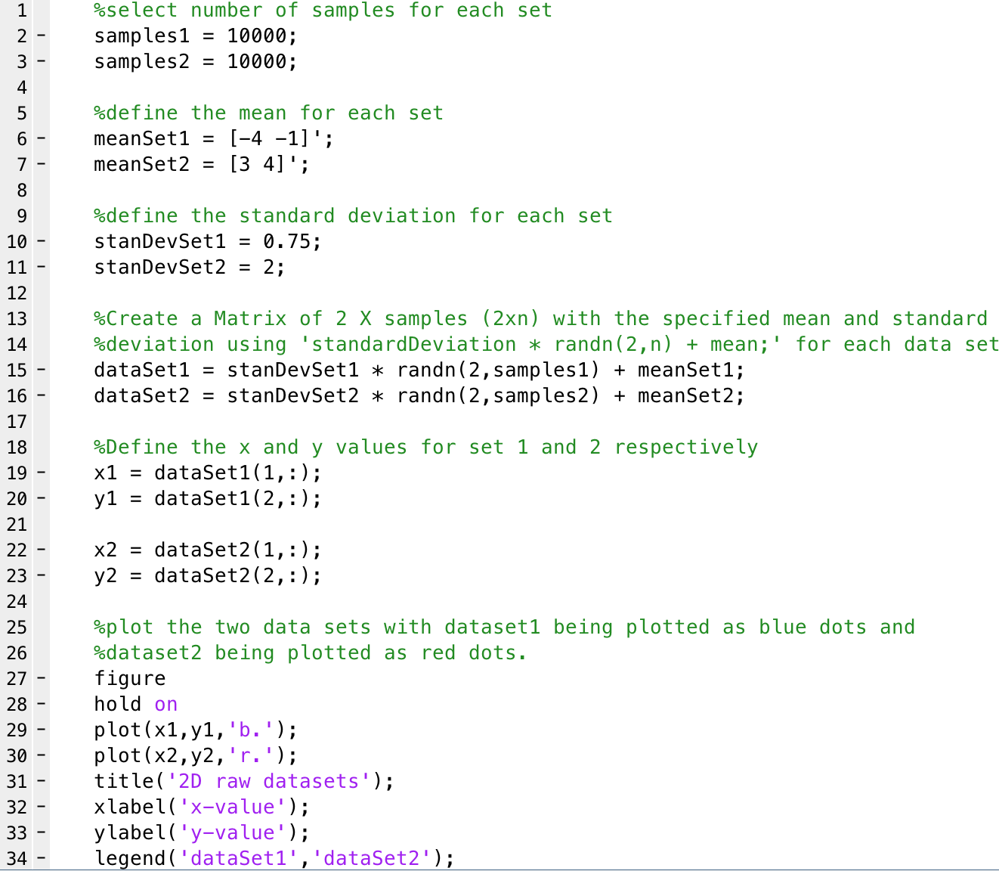 1 %select number of samples for each set
2 - samples1 = 10000;
3 - samples2 = 10000;
4
5 %define the mean for each set
6 - meanSet1 = [-4 -1]';
7 - meanSet2 = [3 4]';
8
9 %define the standard deviation for each set
10 - stanDevSet1 = 0.75;
11 - stanDevSet2 = 2;
12
13 %Create a Matrix of 2 X samples (2xn) with the specified mean and standard
14 %deviation using 'standardDeviation * randn(2,n) + mean;' for each data set
15 - dataSet1 = stanDevSet1 * randn(2,samples1) + meanSet1;
16 - dataSet2 = stanDevSet2 * randn(2,samples2) + meanSet2;
17
18 %Define the x and y values for set 1 and 2 respectively
19 - x1 = dataSet1(1,:);
20 - y1 = dataSet1(2,:);
21
22 - x2 = dataSet2(1,:);
23 - y2 = dataSet2(2,:);
24
25 %plot the two data sets with dataset1 being plotted as blue dots and
26 %dataset2 being plotted as red dots.
27 - figure
28 - hold on
29 - plot(x1,y1,'b.');
30 - plot(x2,y2,'r.');
31 - title('2D raw datasets');
32 - xlabel('x-value');
33 - ylabel('y-value');
34 - legend('dataSet1','dataSet2');